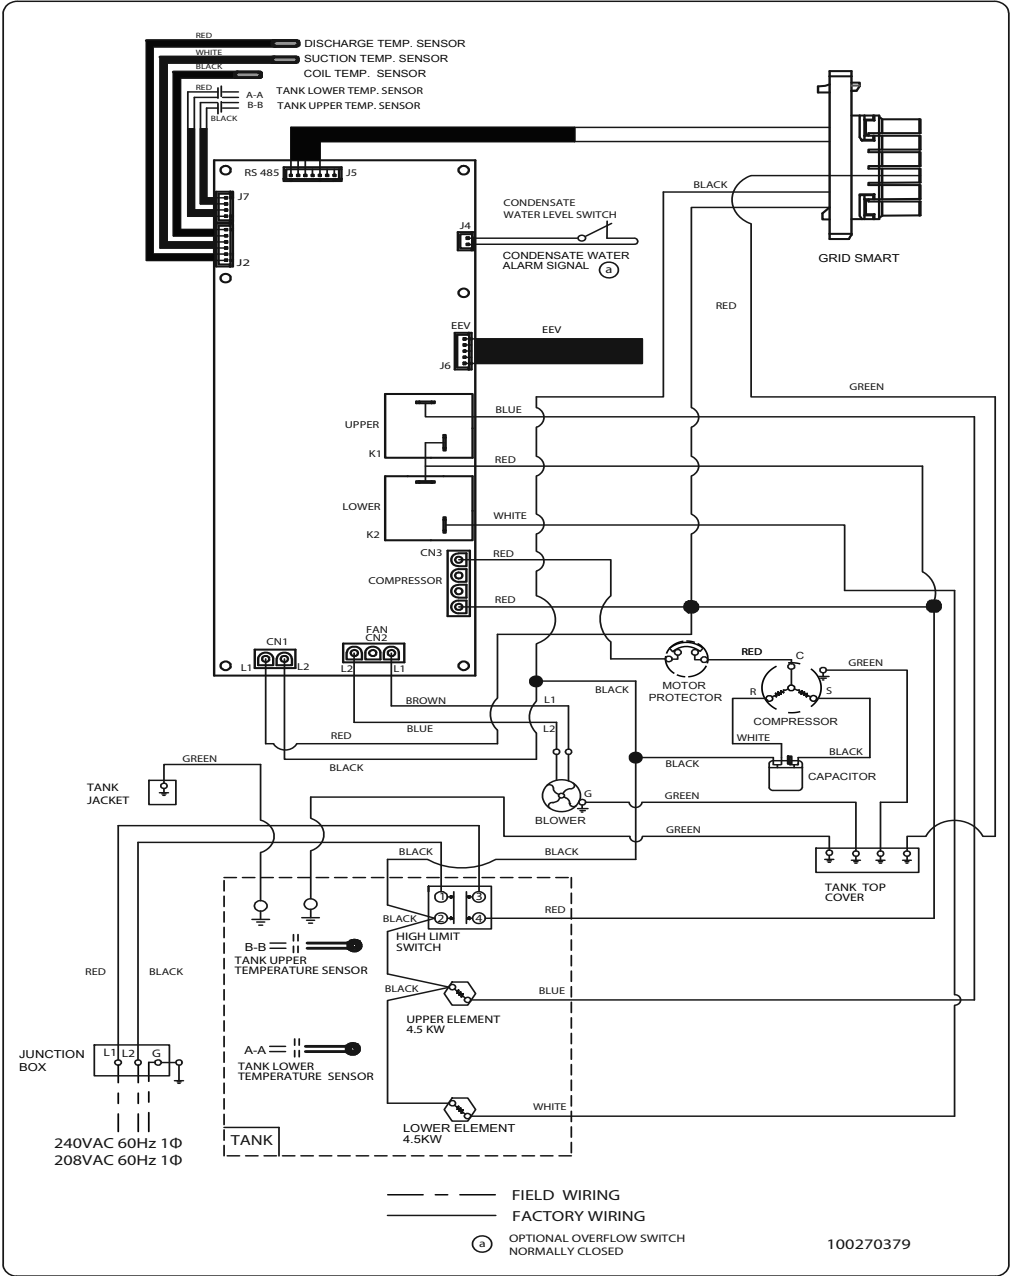 RED
DISCHARGE TEMP. SENSOR
WHITE
SUCTION TEMP. SENSOR
BLACK
COIL TEMP. SENSOR
RED
A-A
TANK LOWER TEMP. SENSOR
B-B
TANK UPPER TEMP. SENSOR
BLACK
RS 485
J5
J7
J2
BLACK
CONDENSATE
WATER LEVEL SWITCH
J4
CONDENSATE WATER
ALARM SIGNAL
a
GRID SMART
RED
EEV
EEV
J6
GREEN
BLUE
UPPER
K1
RED
LOWER
WHITE
K2
CN3
RED
COMPRESSOR
RED
FAN
CN2
CN1
L1
L2
L2
L1
RED
C
GREEN
MOTOR
PROTECTOR
BLACK
R
S
BROWN
L1
COMPRESSOR
BLUE
L2
RED
WHITE
BLACK
GREEN
BLACK
BLACK
CAPACITOR
TANK
JACKET
G
GREEN
BLOWER
GREEN
BLACK
BLACK
TANK TOP
COVER
1
3
BLACK
2
4
RED
HIGH LIMIT
SWITCH
B-B
TANK UPPER
TEMPERATURE SENSOR
RED
BLACK
BLACK
BLUE
UPPER ELEMENT
4.5 KW
JUNCTION
BOX
L1
L2
G
A-A
TANK LOWER
TEMPERATURE SENSOR
WHITE
LOWER ELEMENT
4.5KW
240VAC 60Hz 1Φ
208VAC 60Hz 1Φ
TANK
FIELD WIRING
FACTORY WIRING
a
OPTIONAL OVERFLOW SWITCH
NORMALLY CLOSED
100270379